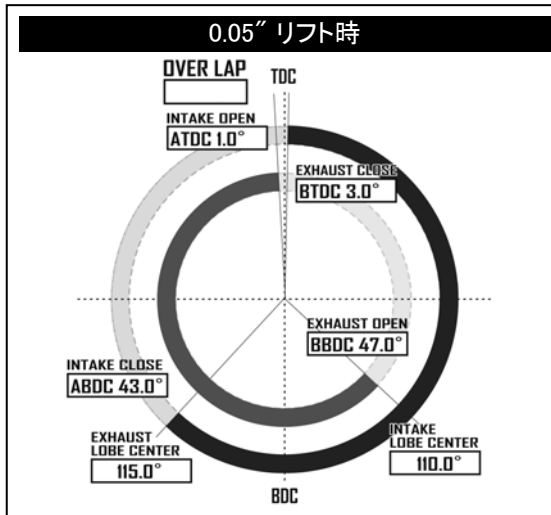 0.05″ リフト時
OVER LAP
TDC
INTAKE OPEN
ATDC 1.0°
EXHAUST CLOSE
BTDC 3.0°
EXHAUST OPEN
BBDC 47.0°
INTAKE CLOSE
ABDC 43.0°
EXHAUST
LOBE CENTER
115.0°
INTAKE
LOBE CENTER
110.0°
BDC